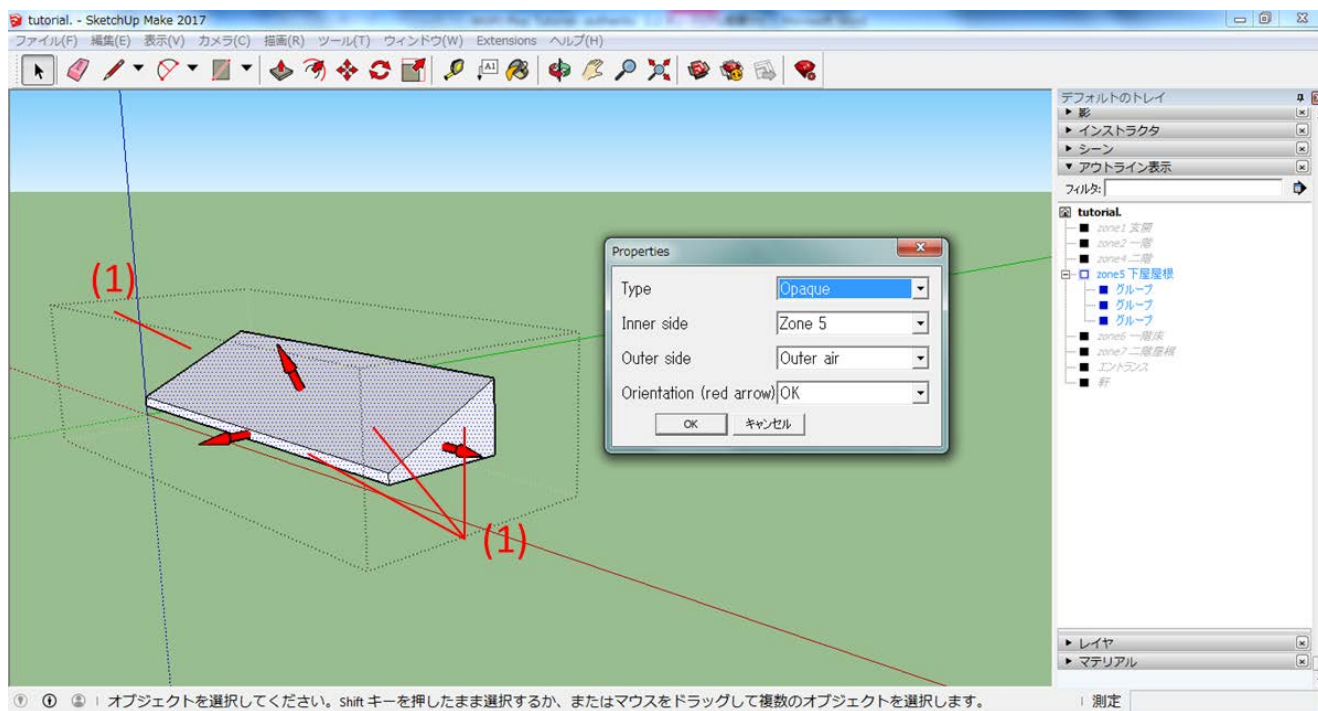 tutorial. - SketchUp Make 2017
ファイル(F) 編集(E) 表示(V) カメラ(C) 描画(R) ツール(T) ウィンドウ(W) Extensions ヘルプ(H)
A1
デフォルトのトレイ
影
インストラクタ
シーン
アウトライン表示
フィルタ:
tutorial.
zone1 玄関
zone2 一階
zone4 二階
zone5 下屋屋根
グループ
グループ
グループ
zone6 一階床
zone7 二階屋根
エントランス
軒
レイヤ
マテリアル
(1)
(1)
Properties
Type Opaque
Inner side Zone 5
Outer side Outer air
Orientation (red arrow) OK
OK キャンセル
オブジェクトを選択してください。Shift キーを押したまま選択するか、またはマウスをドラッグして複数のオブジェクトを選択します。
測定